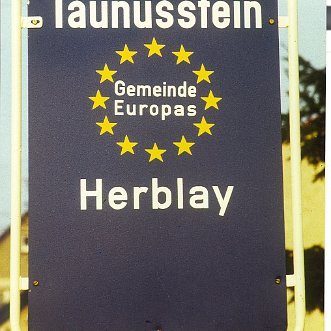 Taunusstein
Gemeinde
Europas
Herblay